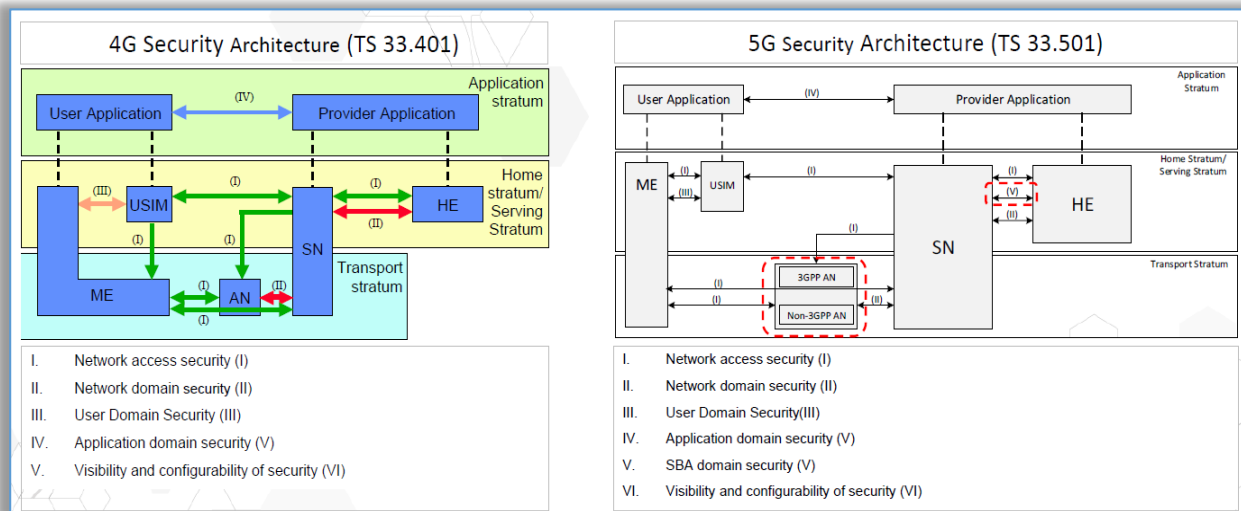 4G Security Architecture (TS 33.401)
Application
stratum
(IV)
User Application
Provider Application
(III)
USIM
(I)
(I)
HE
Home
stratum/
Serving
Stratum
(II)
(I)
(I)
SN
Transport
stratum
ME
(I)
AN
(II)
(I)
I. Network access security (I)
II. Network domain security (II)
III. User Domain Security (III)
IV. Application domain security (V)
V. Visibility and configurability of security (VI)
5G Security Architecture (TS 33.501)
Application
Stratum
User Application
(IV)
Provider Application
Home Stratum/
Serving Stratum
ME
(I)
(III)
USIM
(I)
(I)
(V)
(II)
HE
SN
(I)
Transport Stratum
3GPP AN
(I)
(I)
(II)
Non-3GPP AN
I. Network access security (I)
II. Network domain security (II)
III. User Domain Security(III)
IV. Application domain security (V)
V. SBA domain security (V)
VI. Visibility and configurability of security (VI)